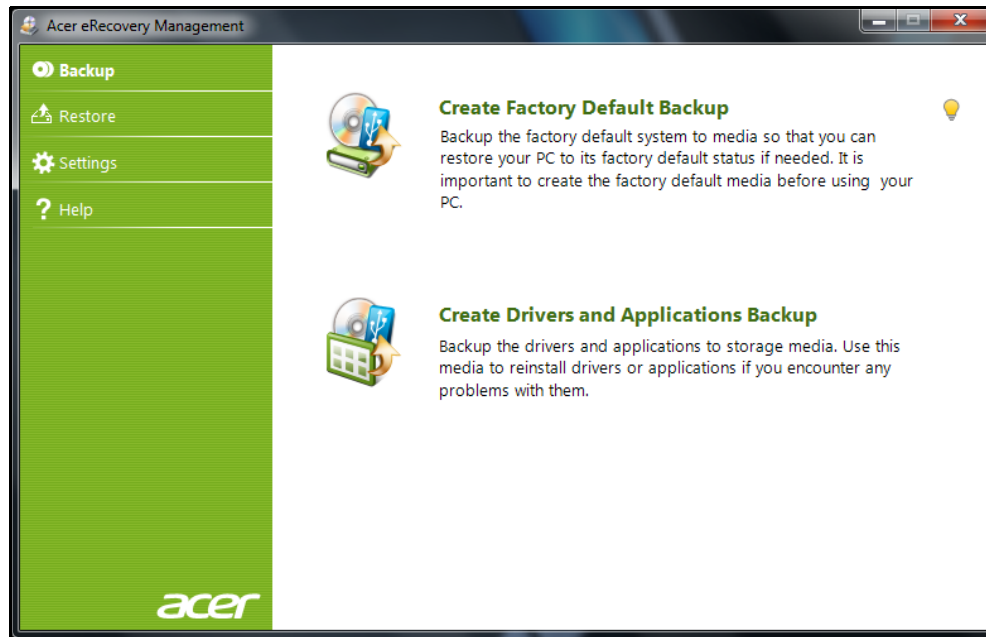 Acer eRecovery Management
Backup
Restore
Settings
? Help
Create Factory Default Backup
Backup the factory default system to media so that you can
restore your PC to its factory default status if needed. It is
important to create the factory default media before using your
PC.
Create Drivers and Applications Backup
Backup the drivers and applications to storage media. Use this
media to reinstall drivers or applications if you encounter any
problems with them.
acer